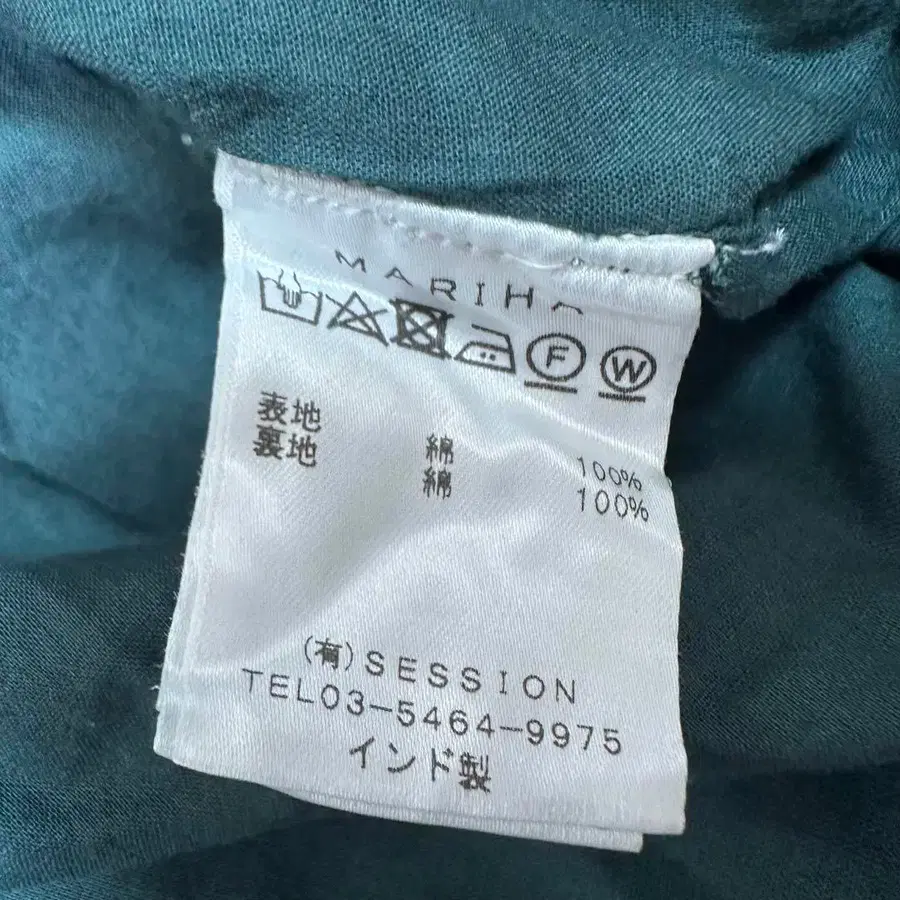 MARIHA
F W
表地 綿 100%
裏地 綿 100%
(有)SESSION
TEL03-5464-9975
インド製